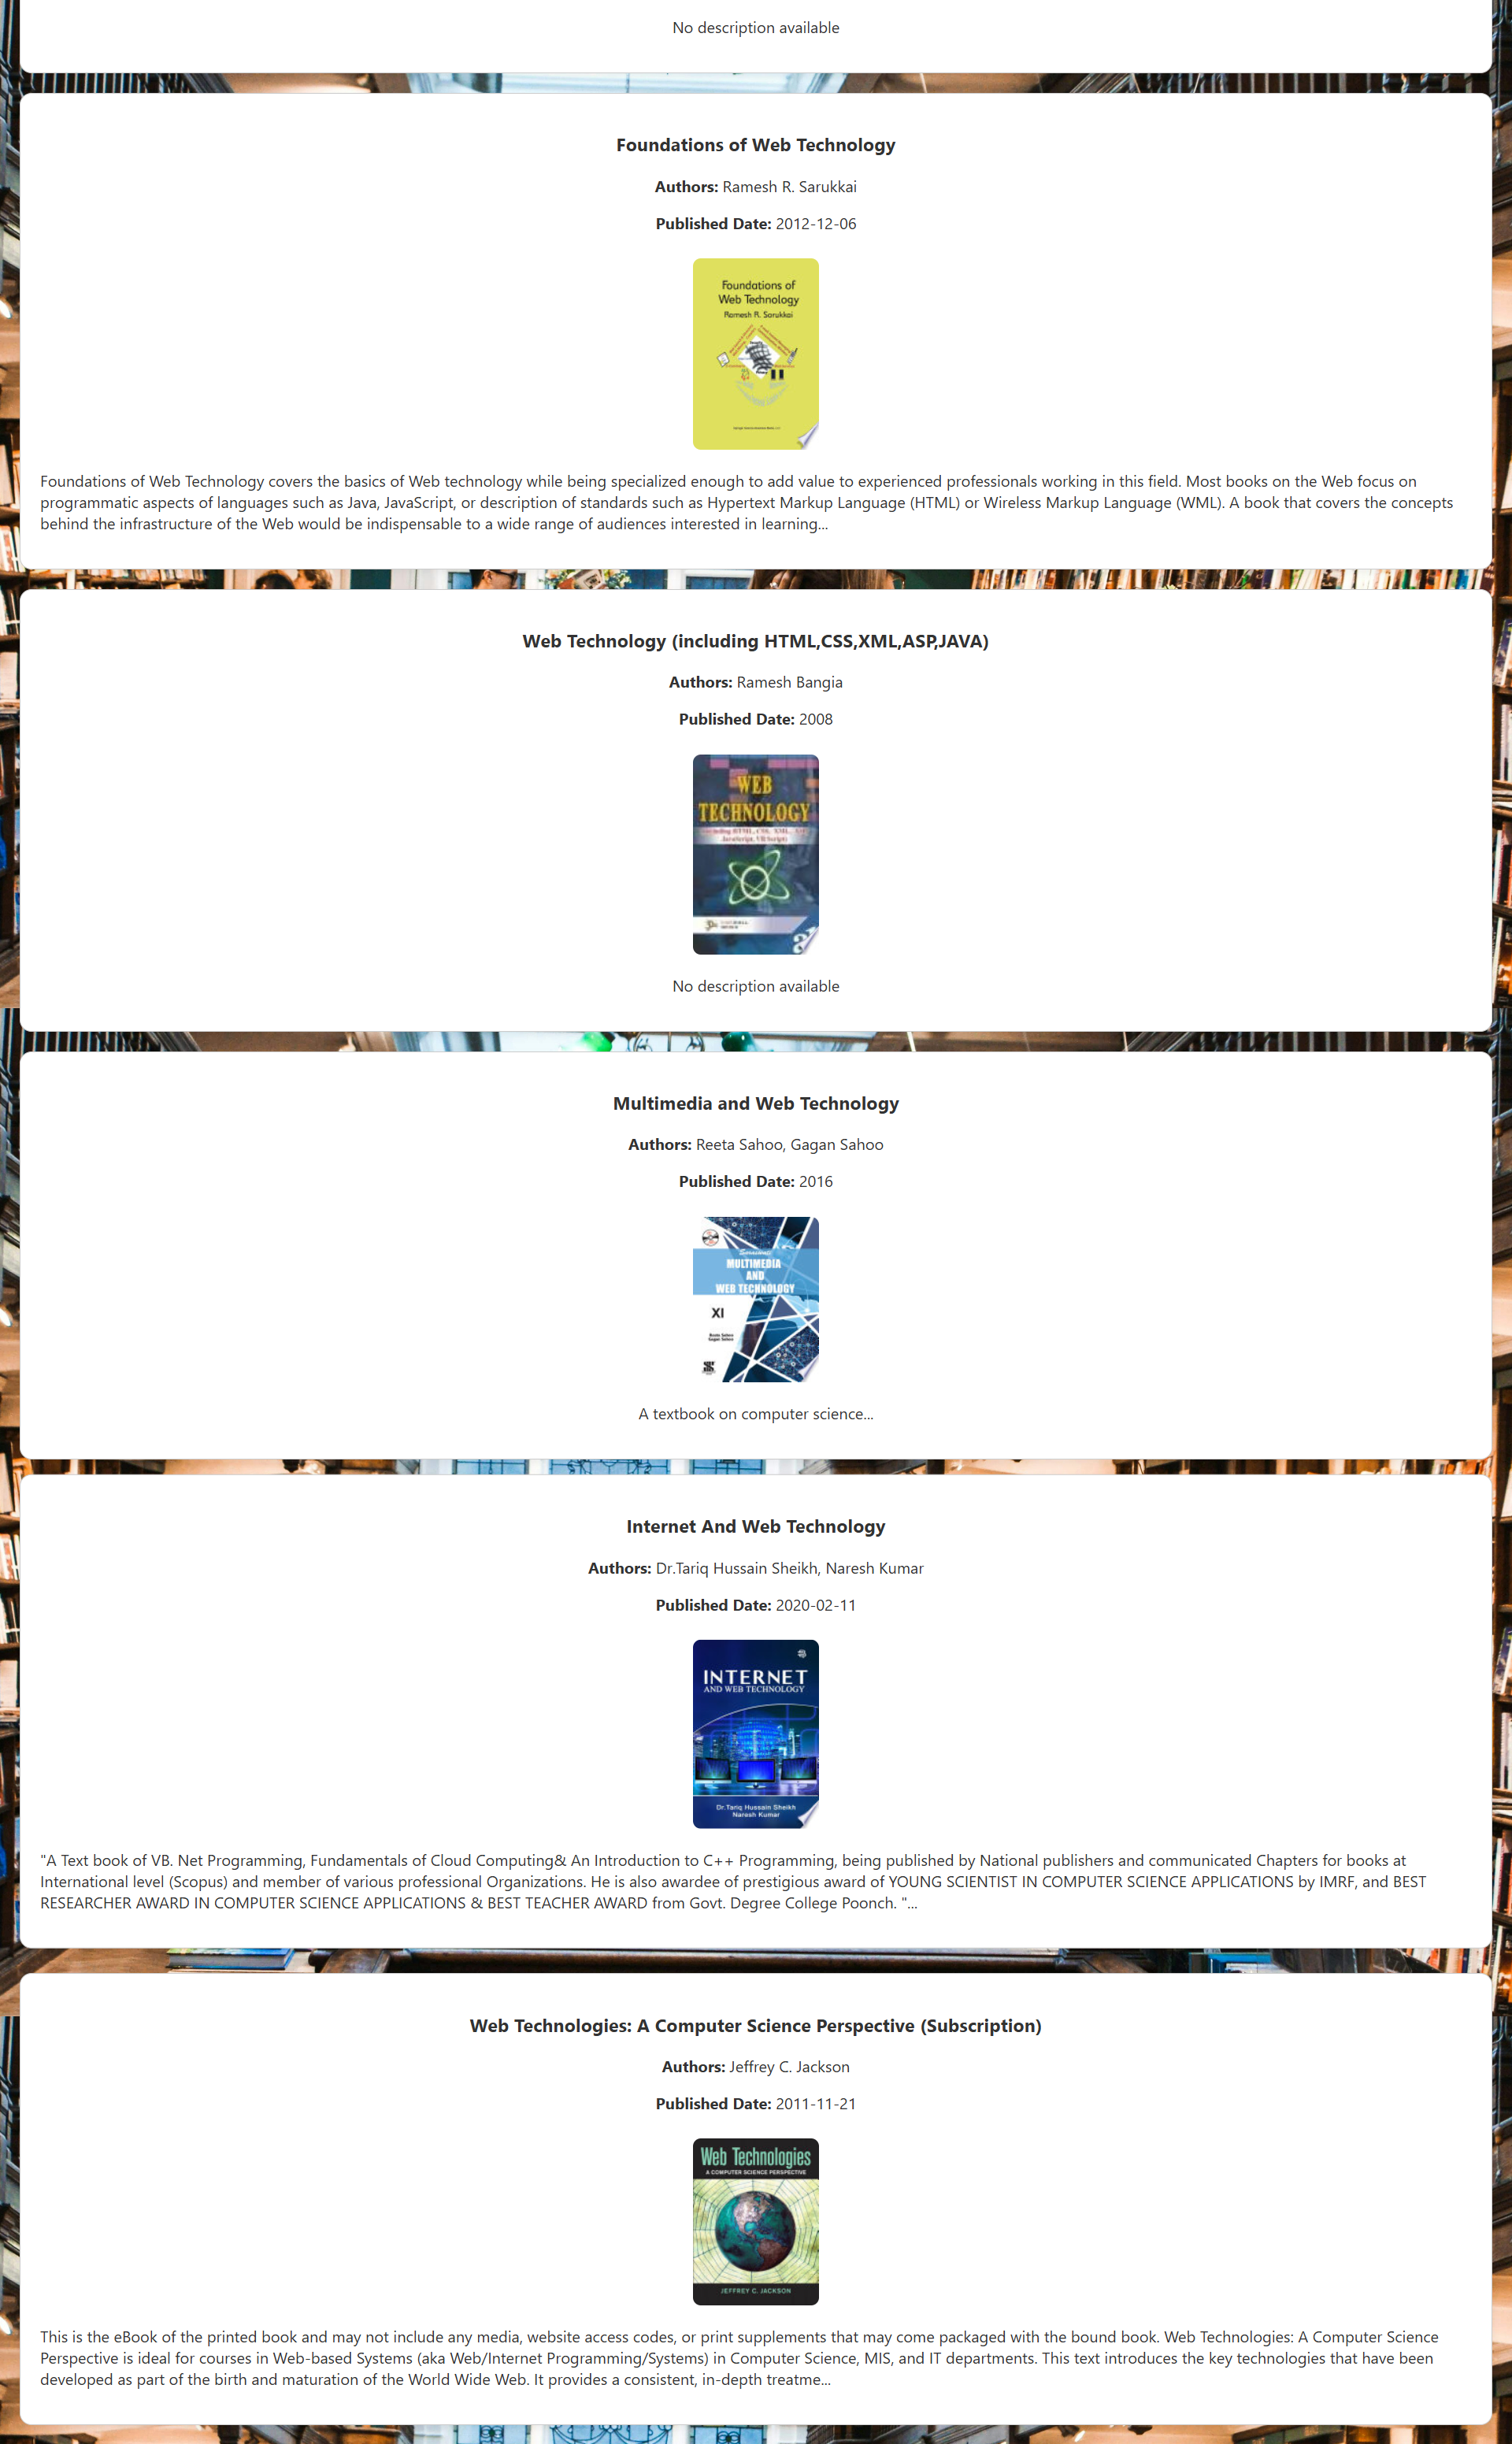 No description available
Foundations of Web Technology
Authors: Ramesh R. Sarukkai
Published Date: 2012-12-06
Foundations of
Web Technology
Ramesh R. Sarukkai
Foundations of Web Technology covers the basics of Web technology while being specialized enough to add value to experienced professionals working in this field. Most books on the Web focus on
programmatic aspects of languages such as Java, JavaScript, or description of standards such as Hypertext Markup Language (HTML) or Wireless Markup Language (WML). A book that covers the concepts
behind the infrastructure of the Web would be indispensable to a wide range of audiences interested in learning...
Web Technology (including HTML,CSS,XML,ASP,JAVA)
Authors: Ramesh Bangia
Published Date: 2008
WEB
TECHNOLOGY
No description available
Multimedia and Web Technology
Authors: Reeta Sahoo, Gagan Sahoo
Published Date: 2016
Saraswati
MULTIMEDIA
AND
WEB TECHNOLOGY
XI
Reeta Sahoo
Gagan Sahoo
A textbook on computer science...
Internet And Web Technology
Authors: Dr.Tariq Hussain Sheikh, Naresh Kumar
Published Date: 2020-02-11
INTERNET
AND WEB TECHNOLOGY
Dr.Tariq Hussain Sheikh
Naresh Kumar
"A Text book of VB. Net Programming, Fundamentals of Cloud Computing& An Introduction to C++ Programming, being published by National publishers and communicated Chapters for books at
International level (Scopus) and member of various professional Organizations. He is also awardee of prestigious award of YOUNG SCIENTIST IN COMPUTER SCIENCE APPLICATIONS by IMRF, and BEST
RESEARCHER AWARD IN COMPUTER SCIENCE APPLICATIONS & BEST TEACHER AWARD from Govt. Degree College Poonch. "...
Web Technologies: A Computer Science Perspective (Subscription)
Authors: Jeffrey C. Jackson
Published Date: 2011-11-21
Web Technologies
A COMPUTER SCIENCE PERSPECTIVE
JEFFREY C. JACKSON
This is the eBook of the printed book and may not include any media, website access codes, or print supplements that may come packaged with the bound book. Web Technologies: A Computer Science
Perspective is ideal for courses in Web-based Systems (aka Web/Internet Programming/Systems) in Computer Science, MIS, and IT departments. This text introduces the key technologies that have been
developed as part of the birth and maturation of the World Wide Web. It provides a consistent, in-depth treatme...